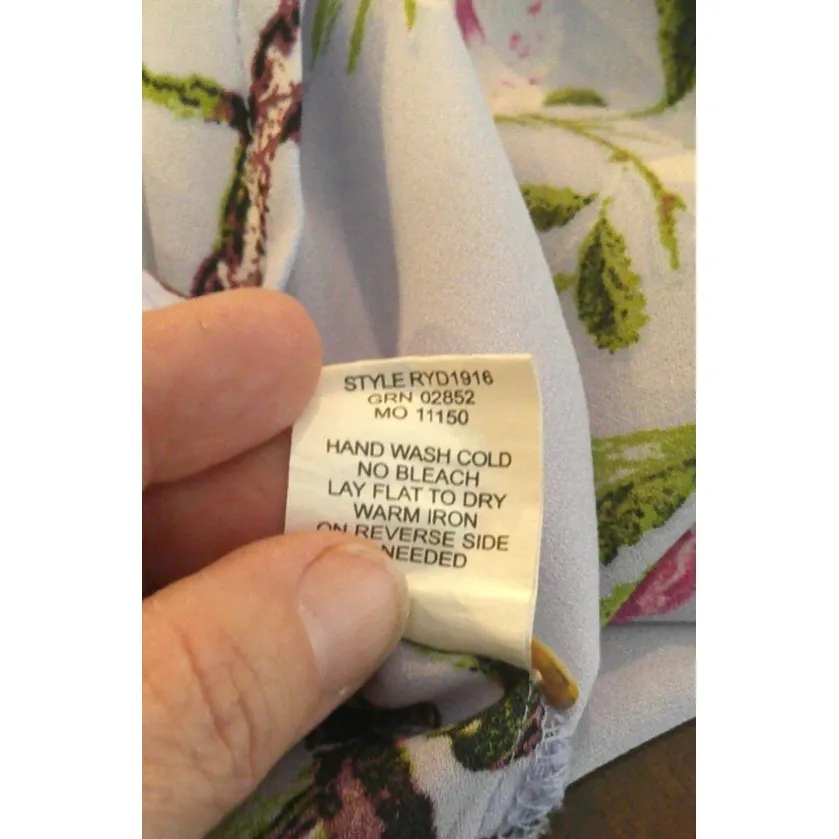 STYLE RYD1916
GRN 02852
MO 11150
HAND WASH COLD
NO BLEACH
LAY FLAT TO DRY
WARM IRON
ON REVERSE SIDE
NEEDED